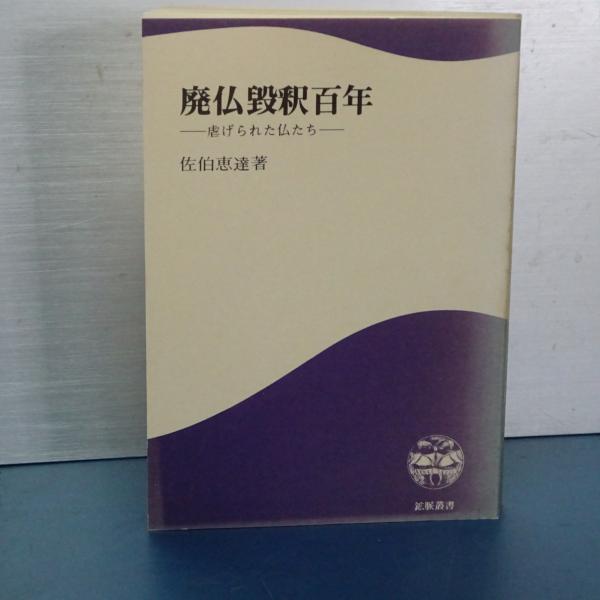 廃仏毀釈百年
―虐げられた仏たち―
佐伯恵達著
鉱脈叢書